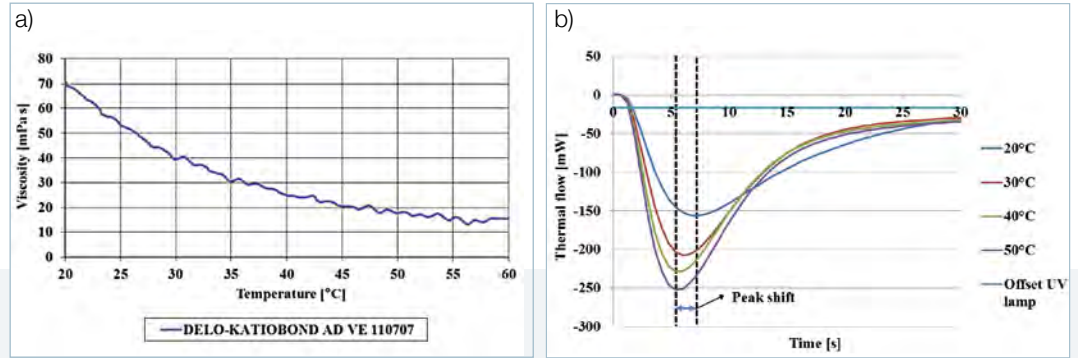 a)
80
70
60
50
40
30
20
10
0
Viscosity [mPa s]
20 25 30 35 40 45 50 55 60
Temperature [°C]
DELO-KATIOBOND AD VE 110707
b)
50
0
-50
-100
-150
-200
-250
-300
Thermal flow [mW]
0 5 10 15 20 25 30
Peak shift
Time [s]
20°C
30°C
40°C
50°C
Offset UV
lamp